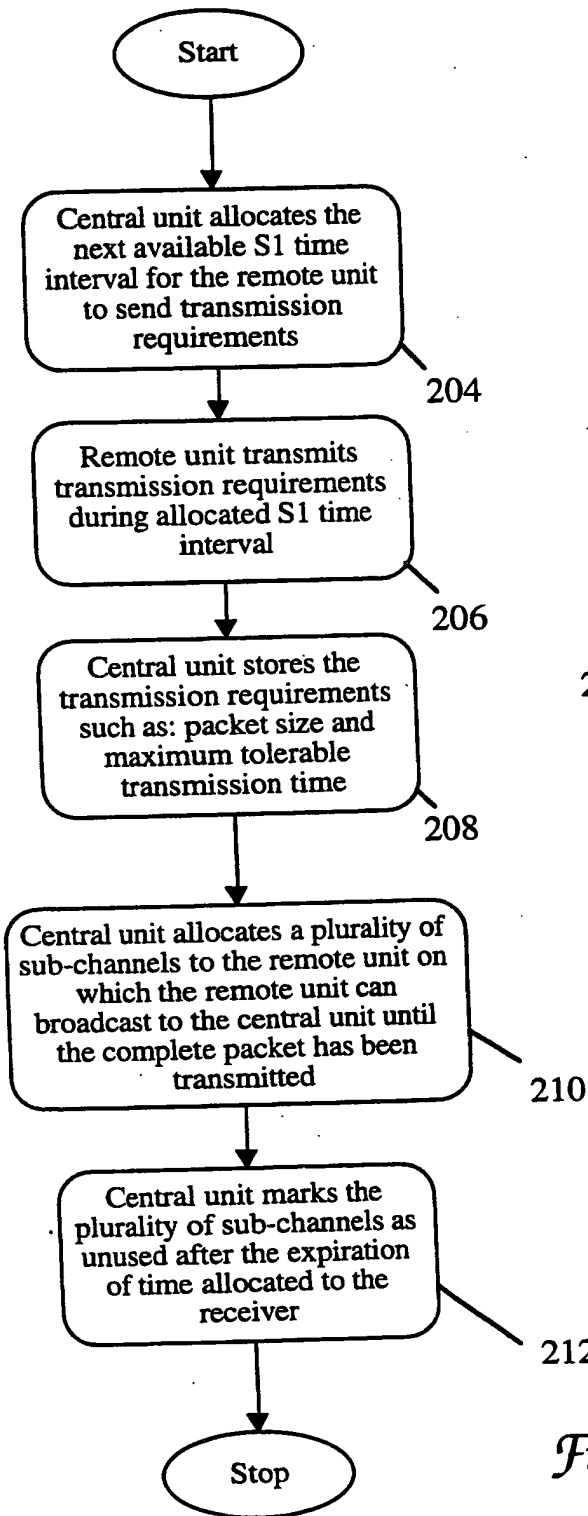 Start
Central unit allocates the
next available S1 time
interval for the remote unit
to send transmission
requirements
204
Remote unit transmits
transmission requirements
during allocated S1 time
interval
206
Central unit stores the
transmission requirements
such as: packet size and
maximum tolerable
transmission time
208
Central unit allocates a plurality of
sub-channels to the remote unit on
which the remote unit can
broadcast to the central unit until
the complete packet has been
transmitted
210
Central unit marks the
plurality of sub-channels as
unused after the expiration
of time allocated to the
receiver
212
Stop